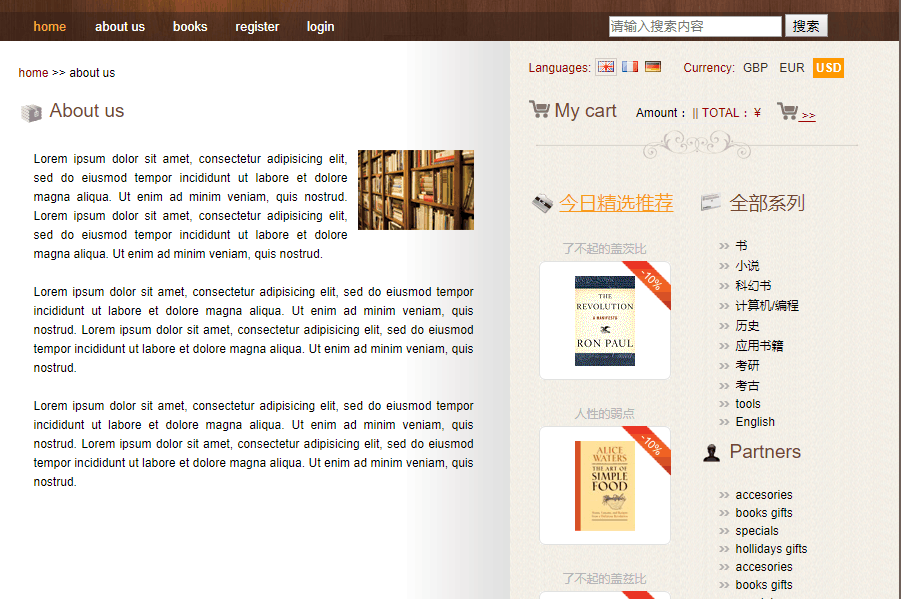 home about us books register login
请输入搜索内容 搜索
home >> about us
About us
Lorem ipsum dolor sit amet, consectetur adipisicing elit,
sed do eiusmod tempor incididunt ut labore et dolore
magna aliqua. Ut enim ad minim veniam, quis nostrud.
Lorem ipsum dolor sit amet, consectetur adipisicing elit,
sed do eiusmod tempor incididunt ut labore et dolore
magna aliqua. Ut enim ad minim veniam, quis nostrud.
Lorem ipsum dolor sit amet, consectetur adipisicing elit, sed do eiusmod tempor
incididunt ut labore et dolore magna aliqua. Ut enim ad minim veniam, quis
nostrud. Lorem ipsum dolor sit amet, consectetur adipisicing elit, sed do eiusmod
tempor incididunt ut labore et dolore magna aliqua. Ut enim ad minim veniam, quis
nostrud.
Lorem ipsum dolor sit amet, consectetur adipisicing elit, sed do eiusmod tempor
incididunt ut labore et dolore magna aliqua. Ut enim ad minim veniam, quis
nostrud. Lorem ipsum dolor sit amet, consectetur adipisicing elit, sed do eiusmod
tempor incididunt ut labore et dolore magna aliqua. Ut enim ad minim veniam, quis
nostrud.
Languages: Currency: GBP EUR USD
My cart Amount： || TOTAL：¥ >>
今日精选推荐
了不起的盖茨比
-10%
THE
REVOLUTION
A MANIFESTO
RON PAUL
人性的弱点
-10%
ALICE
WATERS
THE ART OF
SIMPLE
FOOD
了不起的盖兹比
全部系列
书
小说
科幻书
计算机/编程
历史
应用书籍
考研
考古
tools
English
Partners
accesories
books gifts
specials
hollidays gifts
accesories
books gifts